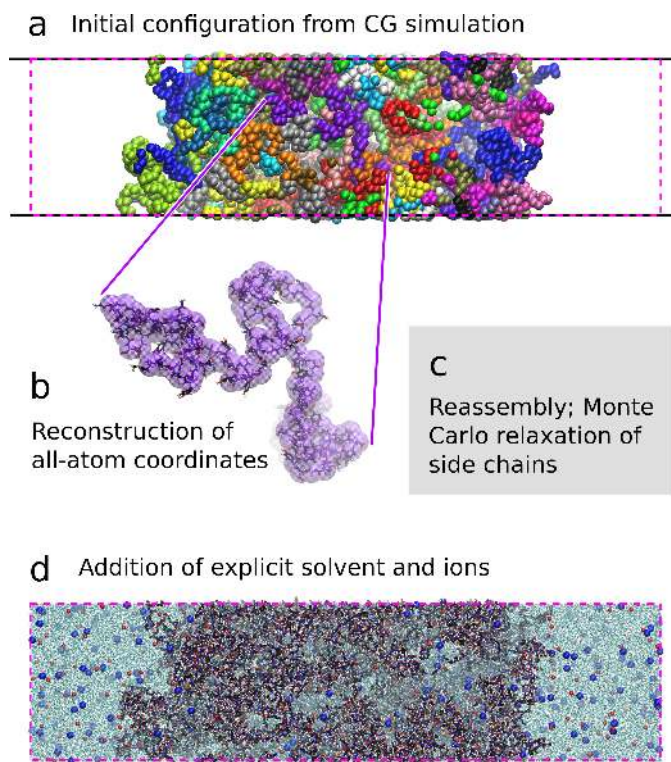 a Initial configuration from CG simulation
b
Reconstruction of
all-atom coordinates
c
Reassembly; Monte
Carlo relaxation of
side chains
d Addition of explicit solvent and ions